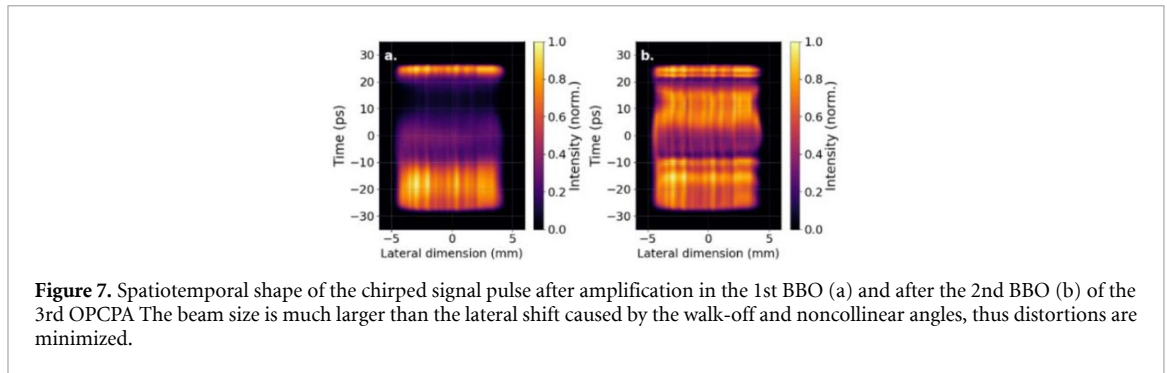 a.
30
20
10
0
−10
−20
−30
Time (ps)
−5
0
5
Lateral dimension (mm)
1.0
0.8
0.6
0.4
0.2
0.0
Intensity (norm.)
b.
30
20
10
0
−10
−20
−30
Time (ps)
−5
0
5
Lateral dimension (mm)
1.0
0.8
0.6
0.4
0.2
0.0
Intensity (norm.)
Figure 7. Spatiotemporal shape of the chirped signal pulse after amplification in the 1st BBO (a) and after the 2nd BBO (b) of the
3rd OPCPA The beam size is much larger than the lateral shift caused by the walk-off and noncollinear angles, thus distortions are
minimized.